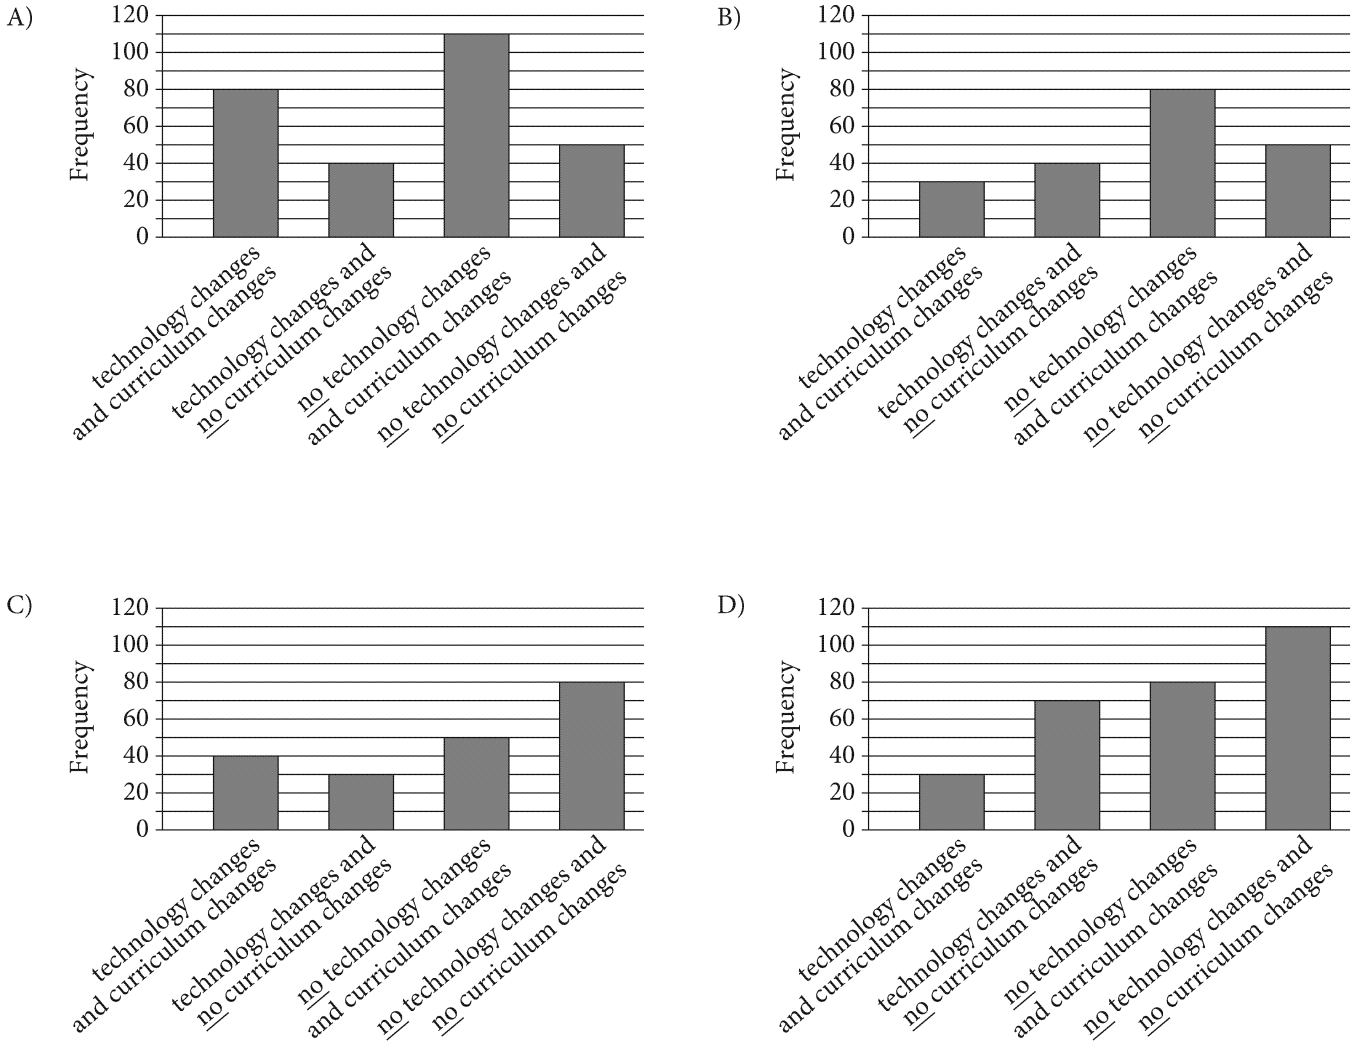 A)
Frequency
120
100
80
60
40
20
0
technology changes
and curriculum changes
technology changes and
no curriculum changes
no technology changes
and curriculum changes
no technology changes and
no curriculum changes
B)
Frequency
120
100
80
60
40
20
0
technology changes
and curriculum changes
technology changes and
no curriculum changes
no technology changes
and curriculum changes
no technology changes and
no curriculum changes
C)
Frequency
120
100
80
60
40
20
0
technology changes
and curriculum changes
technology changes and
no curriculum changes
no technology changes
and curriculum changes
no technology changes and
no curriculum changes
D)
Frequency
120
100
80
60
40
20
0
technology changes
and curriculum changes
technology changes and
no curriculum changes
no technology changes
and curriculum changes
no technology changes and
no curriculum changes